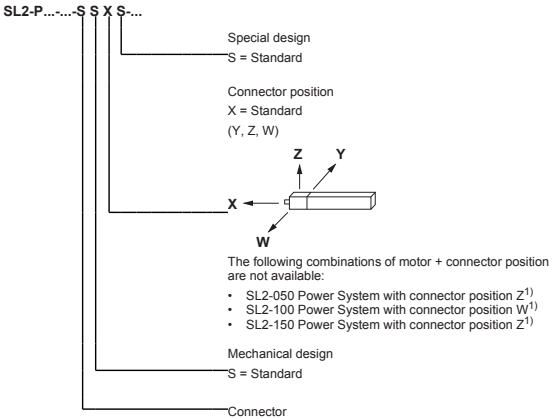 SL2-P...-...-S S X S-...
Special design
S = Standard
Connector position
X = Standard
(Y, Z, W)
Z Y
X
W
The following combinations of motor + connector position
are not available:
• SL2-050 Power System with connector position Z1)
• SL2-100 Power System with connector position W1)
• SL2-150 Power System with connector position Z1)
Mechanical design
S = Standard
Connector